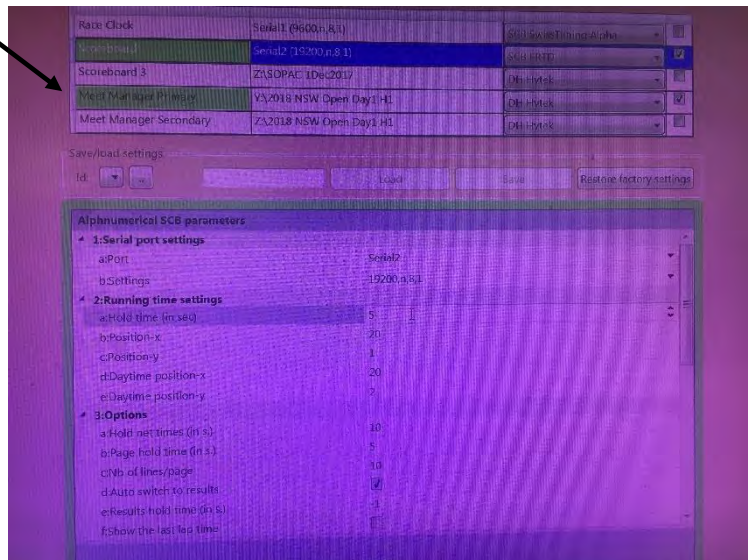 Race Clock Serial1 (9600,n,8,1) SCB SwimTiming Alpha
Scoreboard Serial2 (19200,n,8,1)
Scoreboard 3 Z:\SOPAC 1Dec2017 DH Hytek
Meet Manager Primary Y:\2018 NSW Open Day1 H1 DH Hytek
Meet Manager Secondary Z:\2018 NSW Open Day1 H1 DH Hytek
Save/load settings
Id: Load Save Restore factory settings
Alphnumerical SCB parameters
1:Serial port settings
a:Port Serial2
b:Settings 19200,n,8,1
2:Running time settings
a:Hold time (in sec) 5
b:Position-x 20
c:Position-y 1
d:Daytime position-x 20
e:Daytime position-y 2
3:Options
a:Hold net times (in s.) 10
b:Page hold time (in s.) 5
c:Nb of lines/page 10
d:Auto switch to results
e:Results hold time (in s.) -1
f:Show the last lap time